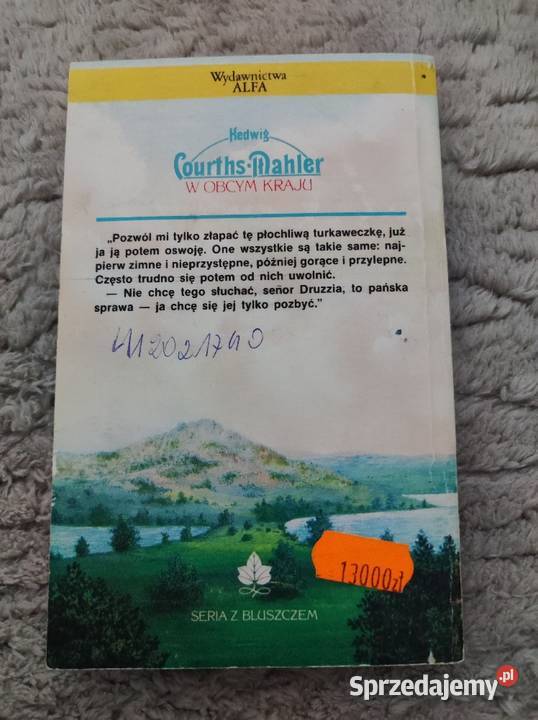 Wydawnictwa
ALFA
Hedwig
Courths-Mahler
W OBCYM KRAJU
„Pozwól mi tylko złapać tę płochliwą turkaweczkę, już
ja ją potem oswoję. One wszystkie są takie same: naj-
pierw zimne i nieprzystępne, później gorące i przylepne.
Często trudno się potem od nich uwolnić.
— Nie chcę tego słuchać, señor Druzzia, to pańska
sprawa — ja chcę się jej tylko pozbyć.”
13000zł
SERIA Z BLUSZCZEM
Sprzedajemy.pl